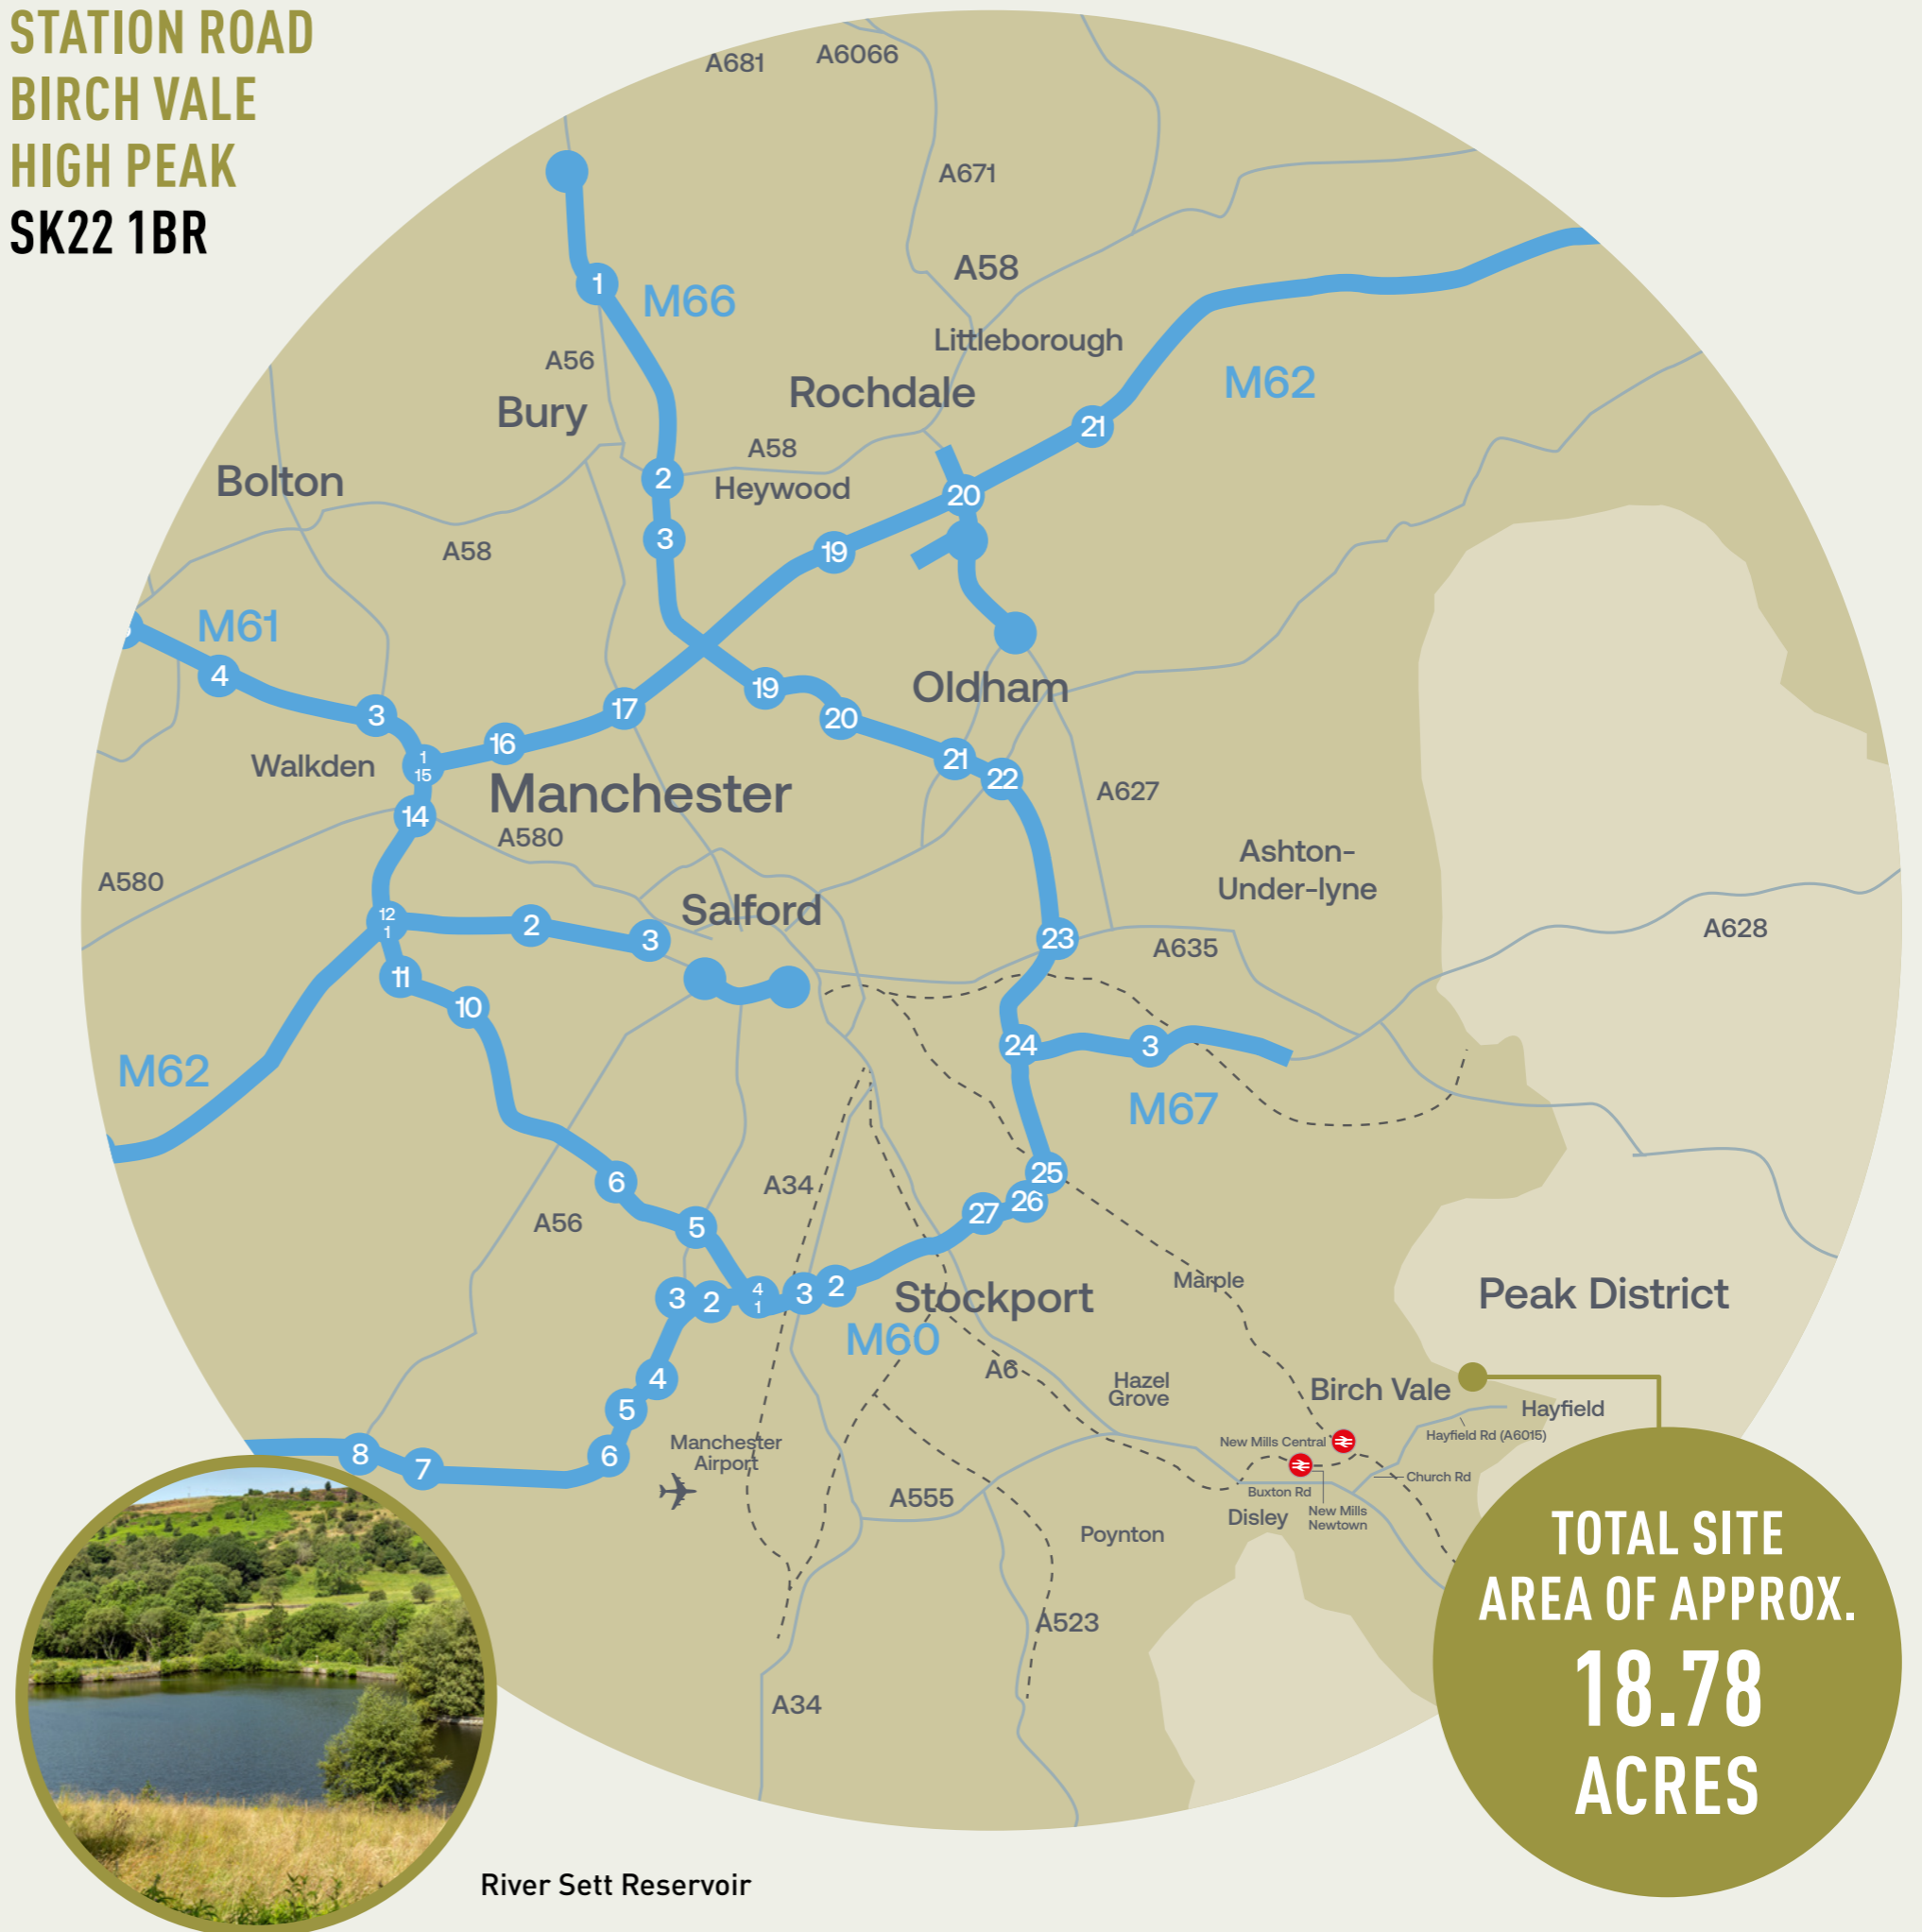 STATION ROAD
BIRCH VALE
HIGH PEAK
SK22 1BR
A681
A6066
A671
A58
1
M66
Littleborough
A56
M62
Rochdale
Bury
21
A58
Bolton
2
Heywood
20
3
A58
19
M61
4
19
Oldham
17
3
20
16
21
1
15
Walkden
22
Manchester
A627
14
A580
Ashton-
Under-lyne
A580
Salford
12
1
2
3
23
A628
A635
11
10
24
3
M62
M67
25
6
A34
26
27
A56
5
Marple
4
1
3
2
Peak District
3
2
Stockport
M60
A6
4
Hazel
Grove
Birch Vale
5
Hayfield
Hayfield Rd (A6015)
Manchester
Airport
New Mills Central
6
8
7
Church Rd
Buxton Rd
A555
New Mills
Newtown
Disley
Poynton
A523
A34
TOTAL SITE
AREA OF APPROX.
18.78
ACRES
River Sett Reservoir